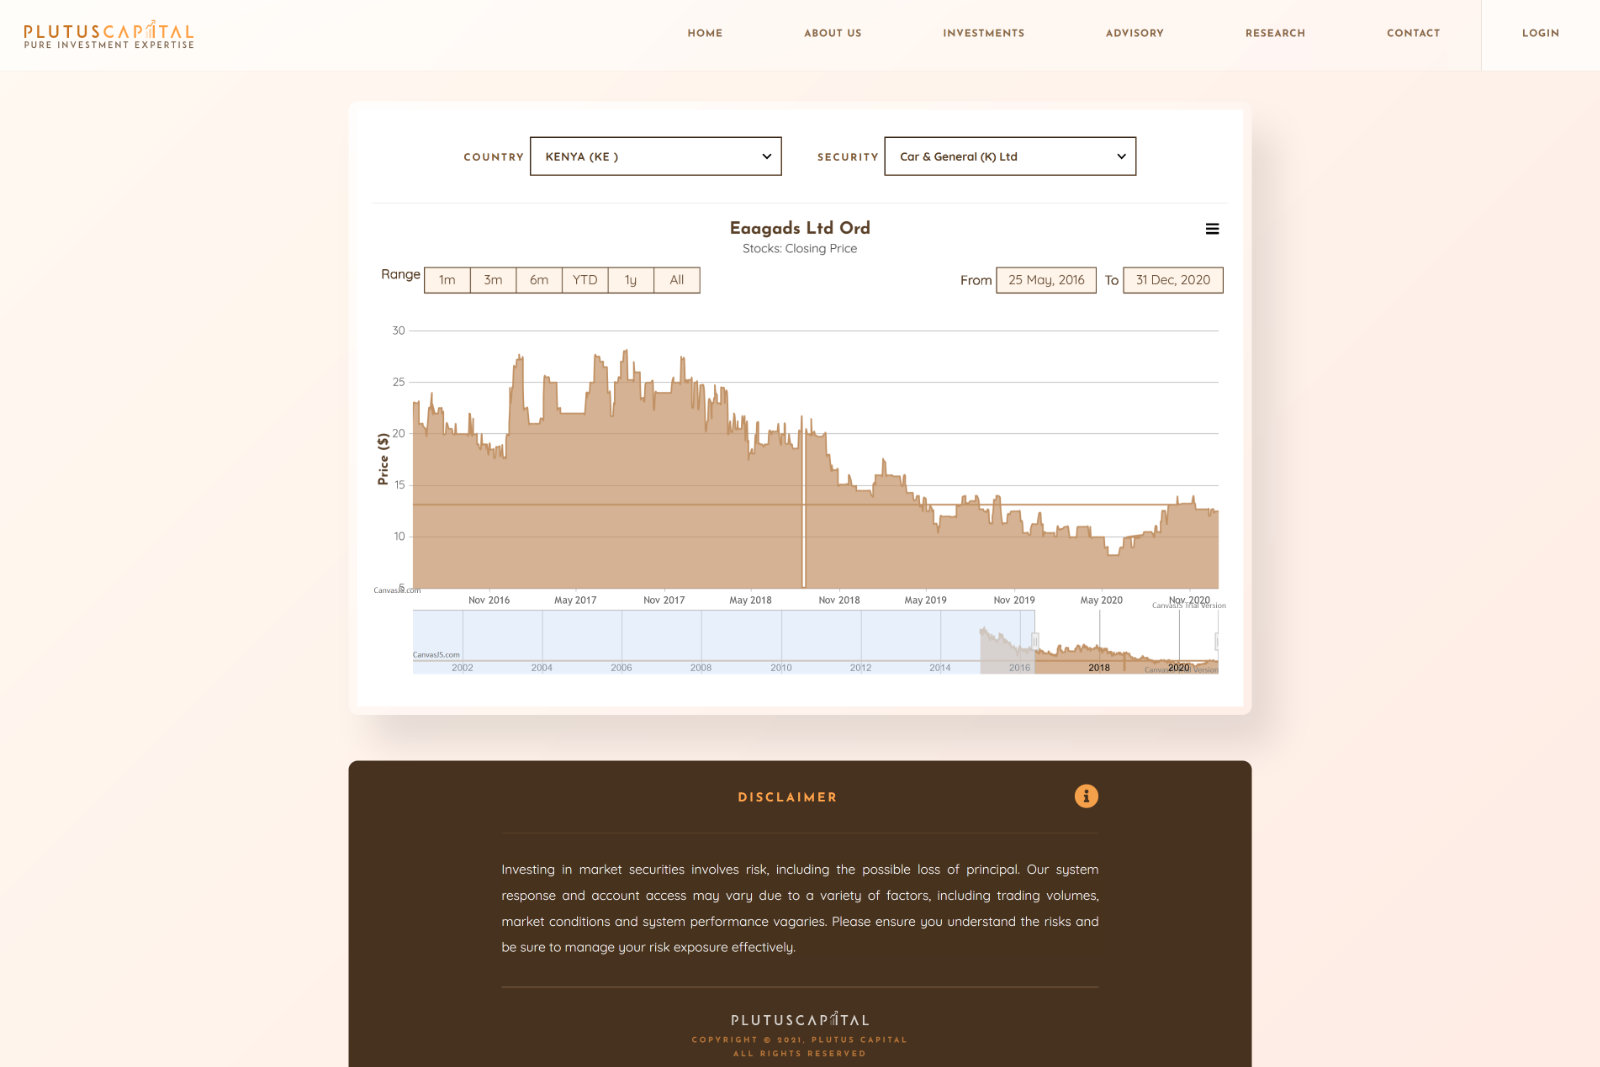 PLUTUSCAPITAL
PURE INVESTMENT EXPERTISE
HOME
ABOUT US
INVESTMENTS
ADVISORY
RESEARCH
CONTACT
LOGIN
COUNTRY
KENYA (KE )
SECURITY
Car & General (K) Ltd
Eaagads Ltd Ord
Stocks: Closing Price
Range
1m
3m
6m
YTD
1y
All
From
25 May, 2016
To
31 Dec, 2020
Price ($)
30
25
20
15
10
5
CanvasJS.com
Nov 2016
May 2017
Nov 2017
May 2018
Nov 2018
May 2019
Nov 2019
May 2020
Nov 2020
CanvasJS Trial Version
CanvasJS.com
2002
2004
2006
2008
2010
2012
2014
2016
2018
2020
CanvasJS Trial Version
DISCLAIMER
Investing in market securities involves risk, including the possible loss of principal. Our system
response and account access may vary due to a variety of factors, including trading volumes,
market conditions and system performance vagaries. Please ensure you understand the risks and
be sure to manage your risk exposure effectively.
PLUTUSCAPITAL
COPYRIGHT © 2021, PLUTUS CAPITAL
ALL RIGHTS RESERVED